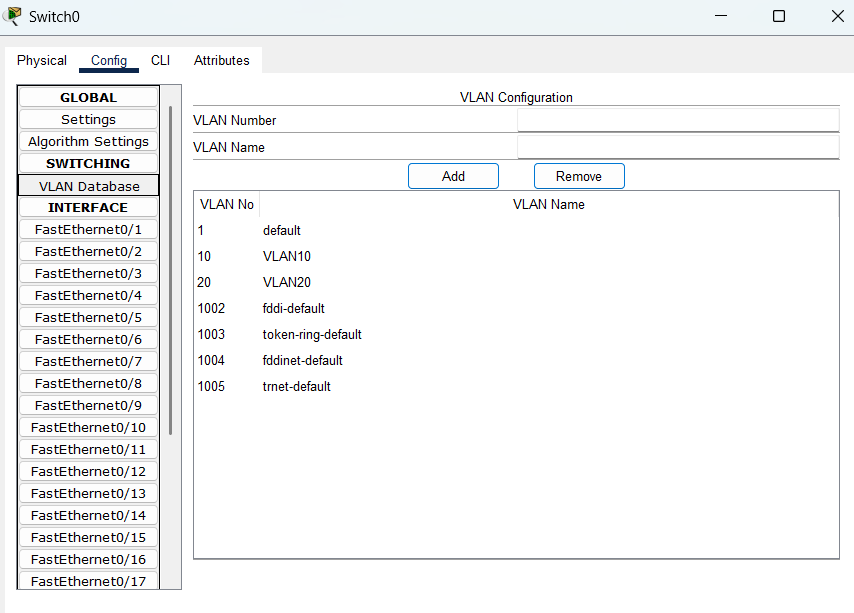 Switch0
Physical Config CLI Attributes
GLOBAL
Settings
Algorithm Settings
SWITCHING
VLAN Database
INTERFACE
FastEthernet0/1
FastEthernet0/2
FastEthernet0/3
FastEthernet0/4
FastEthernet0/5
FastEthernet0/6
FastEthernet0/7
FastEthernet0/8
FastEthernet0/9
FastEthernet0/10
FastEthernet0/11
FastEthernet0/12
FastEthernet0/13
FastEthernet0/14
FastEthernet0/15
FastEthernet0/16
FastEthernet0/17
VLAN Configuration
VLAN Number
VLAN Name
Add Remove
VLAN No VLAN Name
1 default
10 VLAN10
20 VLAN20
1002 fddi-default
1003 token-ring-default
1004 fddinet-default
1005 trnet-default